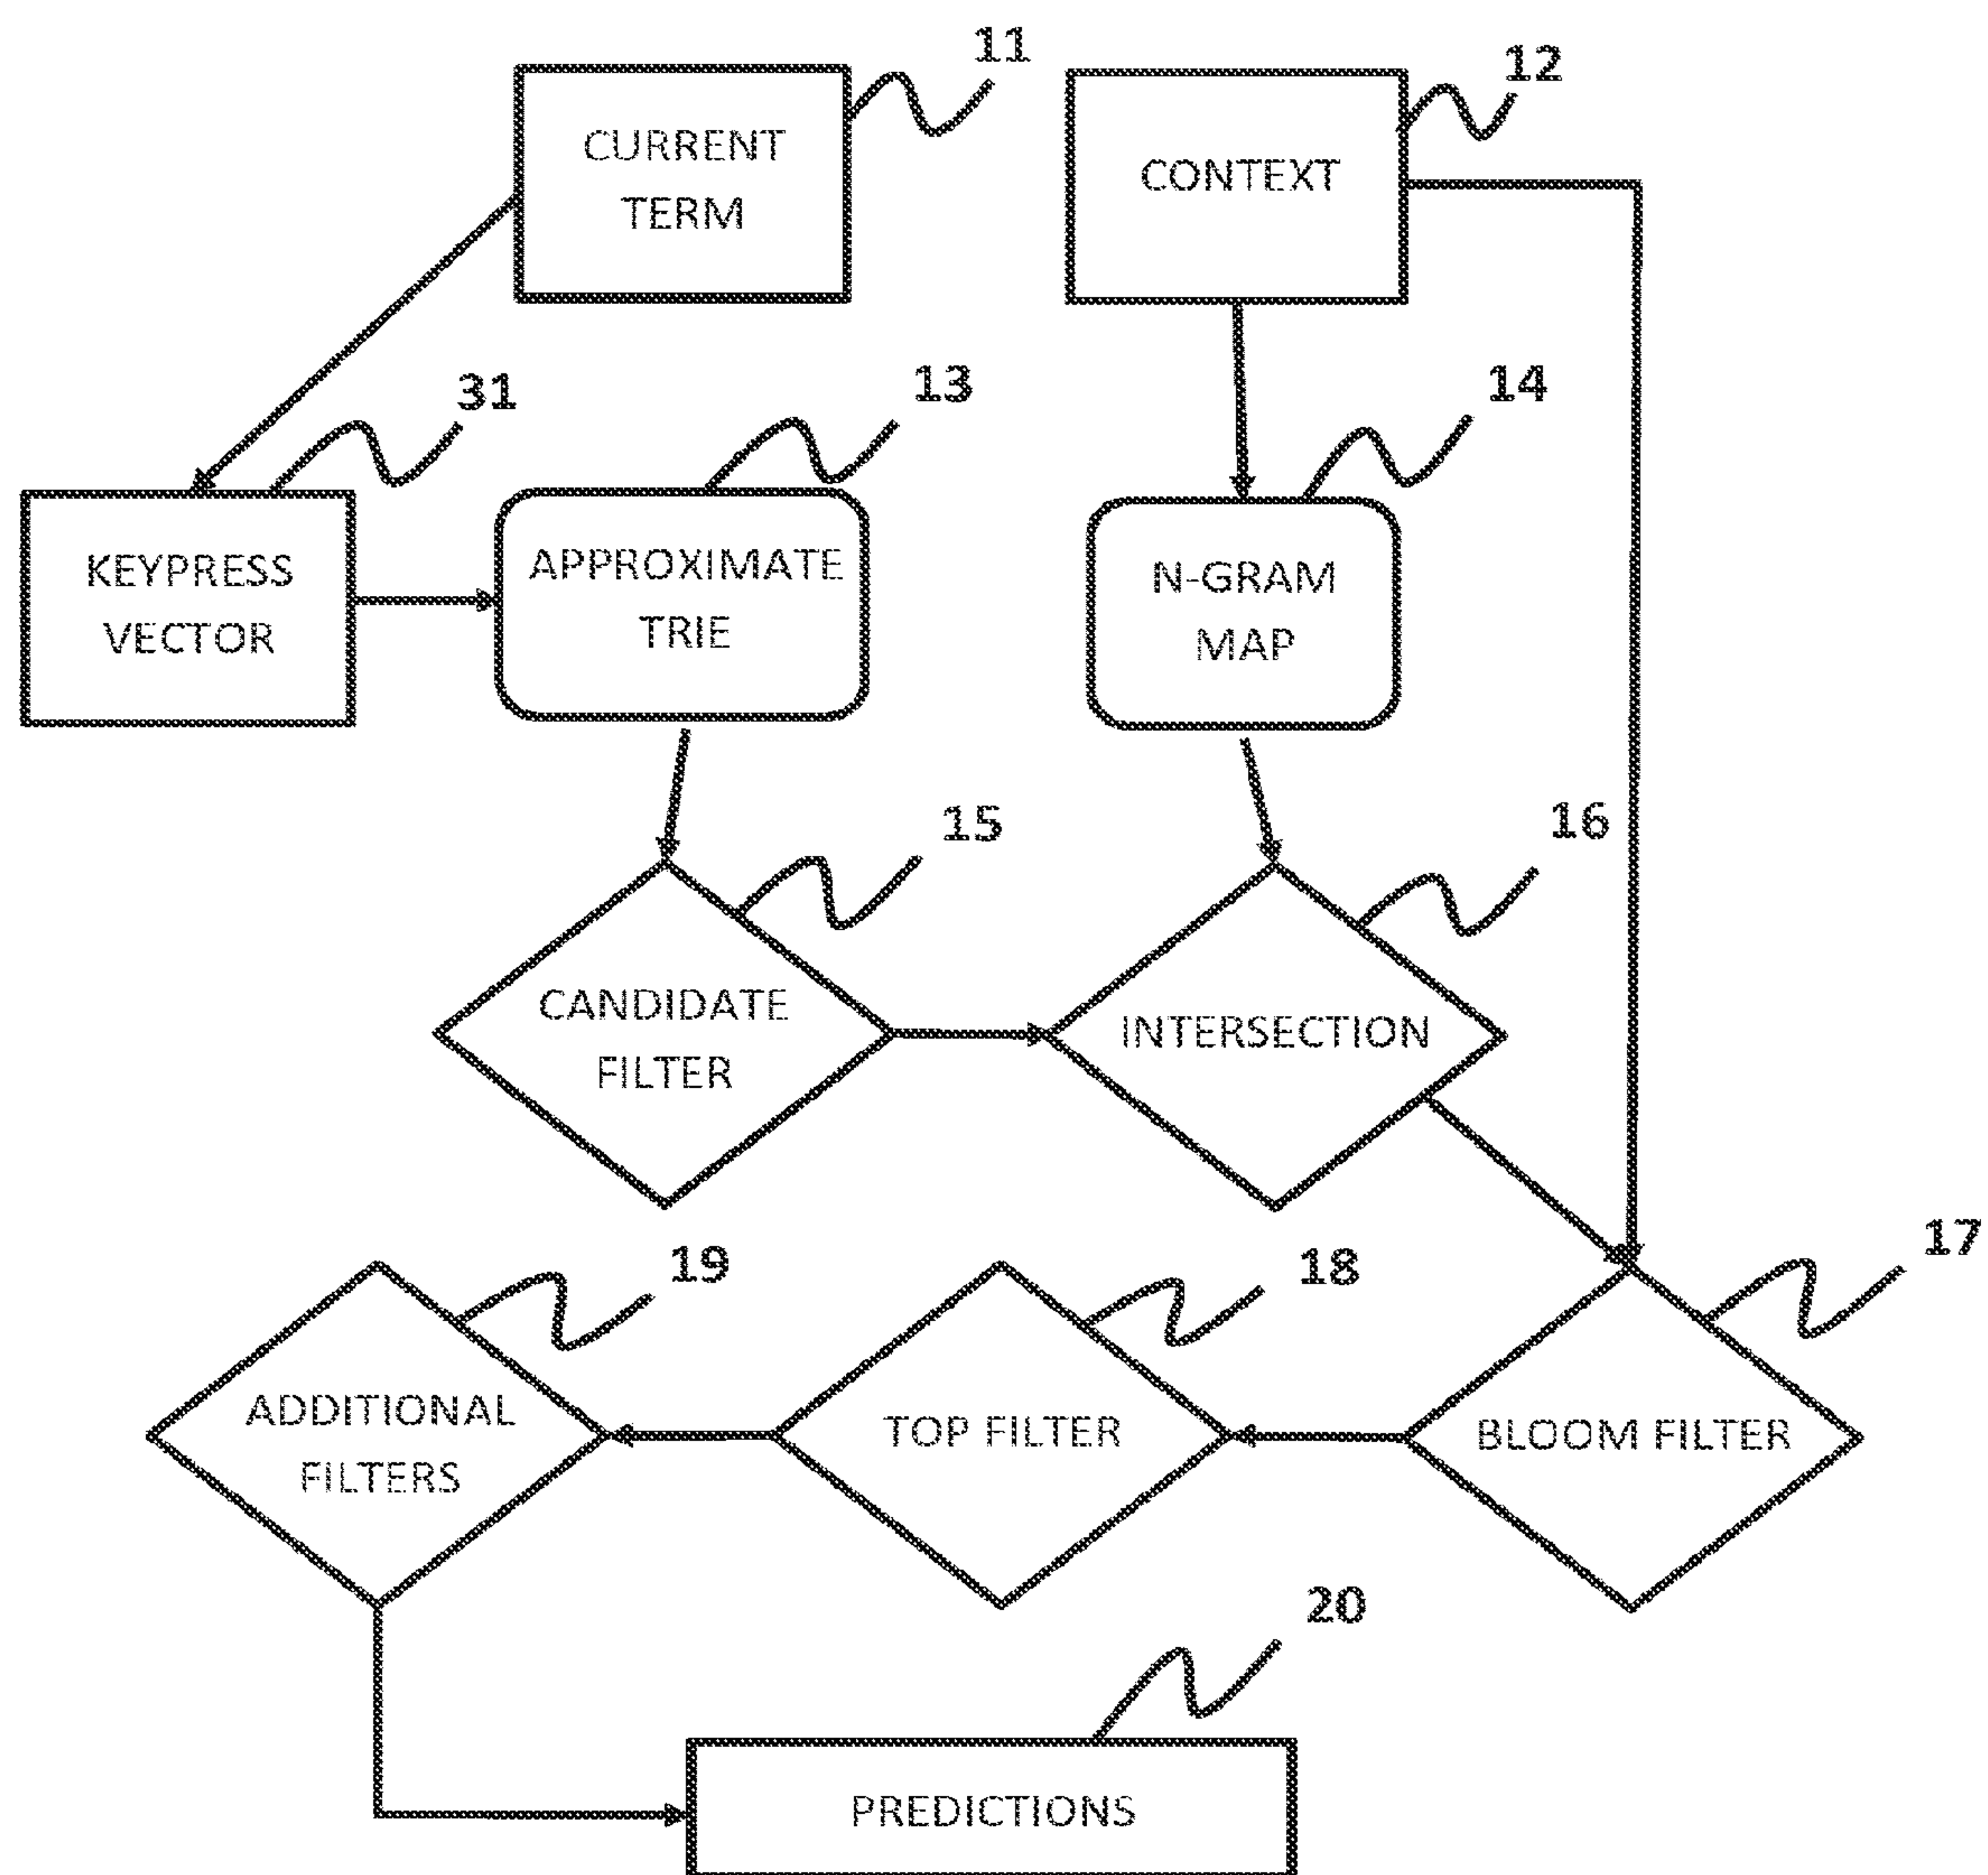 11
12
CURRENT
TERM
CONTEXT
31
13
14
KEYPRESS
VECTOR
APPROXIMATE
TRIE
N-GRAM
MAP
15
16
CANDIDATE
FILTER
INTERSECTION
19
18
17
ADDITIONAL
FILTERS
TOP FILTER
BLOOM FILTER
20
PREDICTIONS